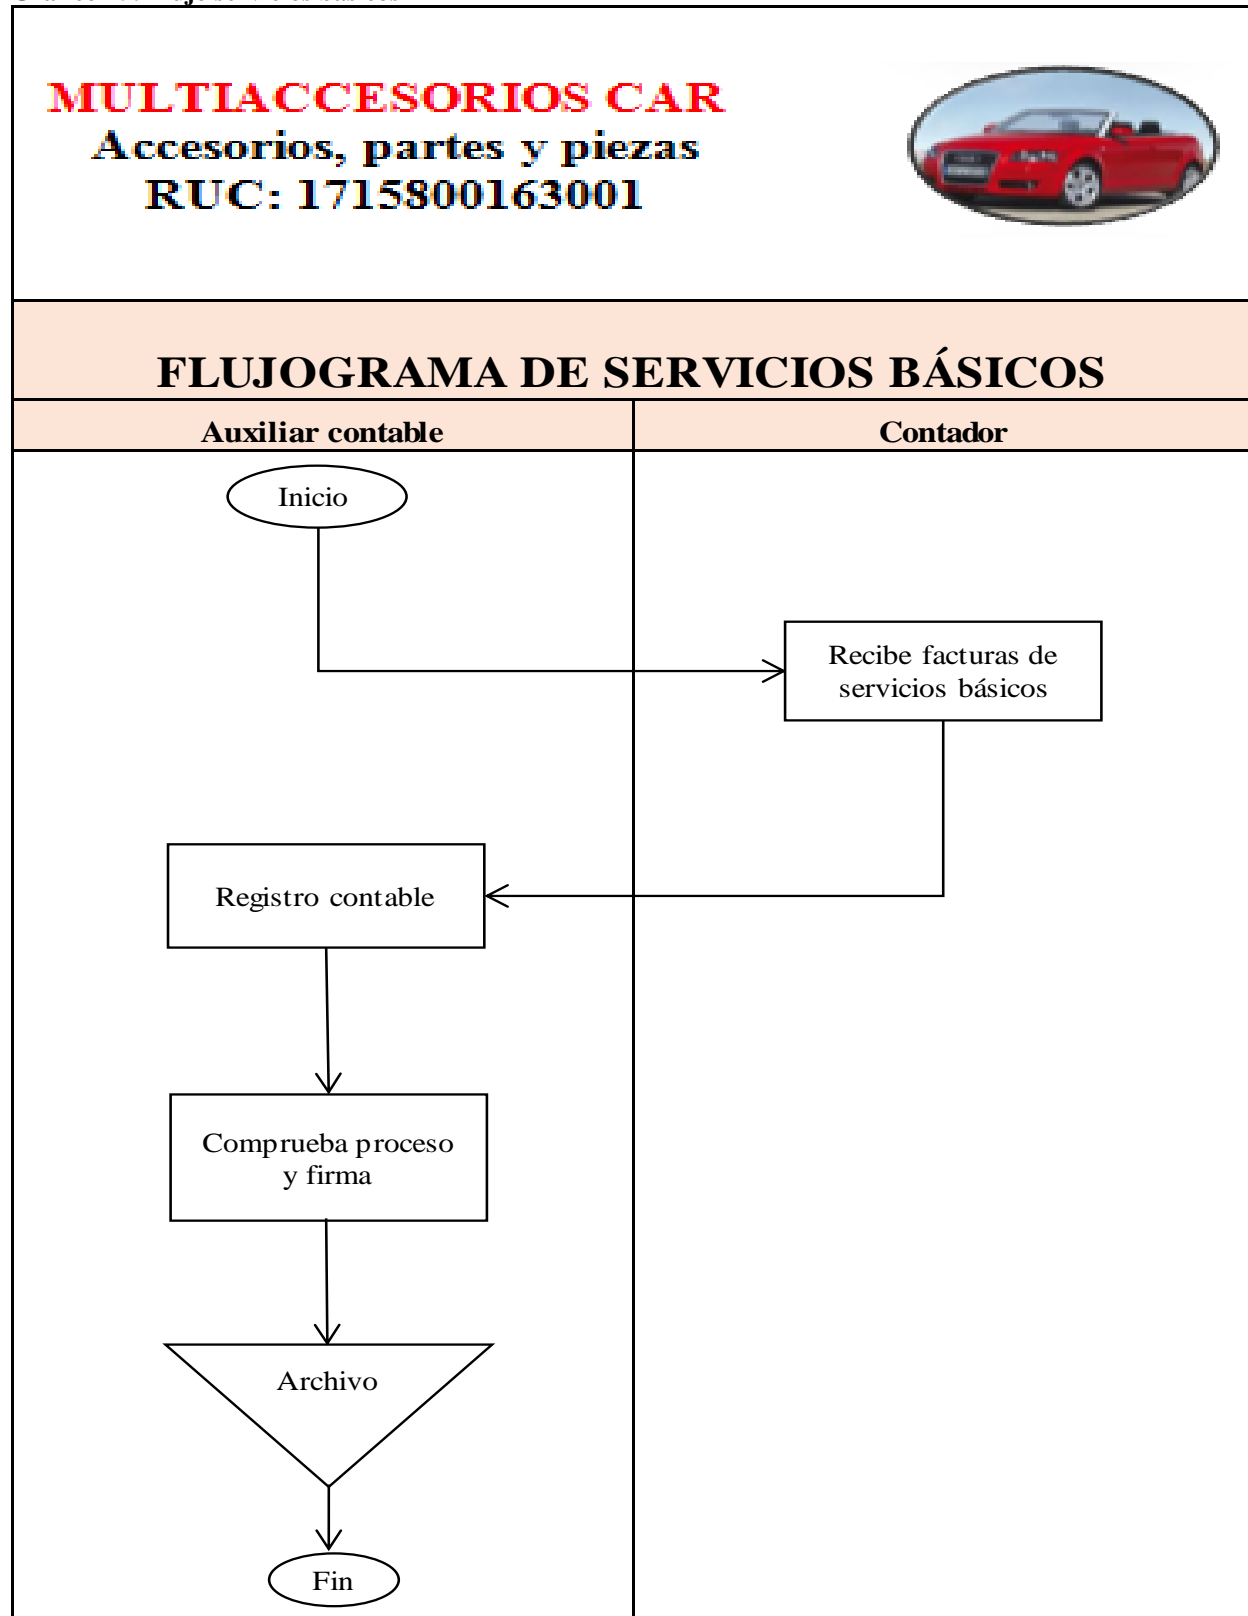 MULTIACCESORIOS CAR
Accesorios, partes y piezas
RUC: 1715800163001
FLUJOGRAMA DE SERVICIOS BÁSICOS
Auxiliar contable
Contador
Inicio
Recibe facturas de
servicios básicos
Registro contable
Comprueba proceso
y firma
Archivo
Fin